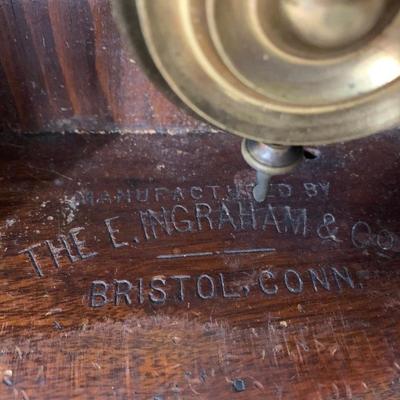 MANUFACTURED BY
THE E. INGRAHAM & Co.
BRISTOL, CONN.